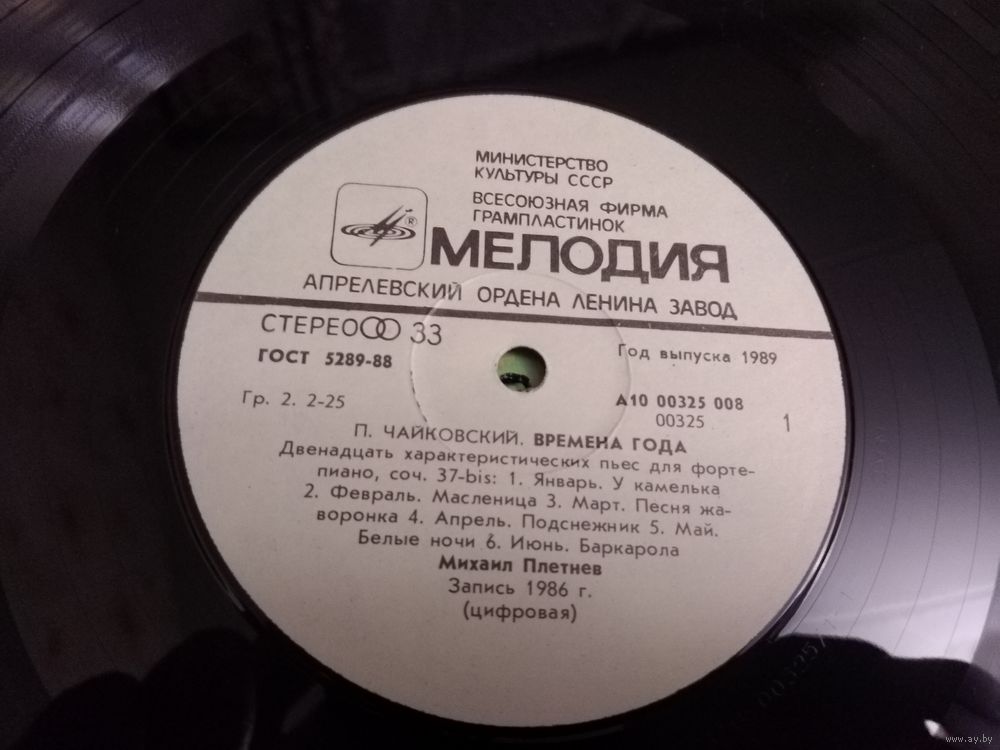 МИНИСТЕРСТВО
КУЛЬТУРЫ СССР
ВСЕСОЮЗНАЯ ФИРМА
ГРАМПЛАСТИНОК
®
МЕЛОДИЯ
АПРЕЛЕВСКИЙ ОРДЕНА ЛЕНИНА ЗАВОД
СТЕРЕО 33
ГОСТ 5289-88
Год выпуска 1989
Гр. 2. 2-25
А10 00325 008
00325
1
П. ЧАЙКОВСКИЙ. ВРЕМЕНА ГОДА
Двенадцать характеристических пьес для форте-
пиано, соч. 37-bis: 1. Январь. У камелька
2. Февраль. Масленица 3. Март. Песня жа-
воронка 4. Апрель. Подснежник 5. Май.
Белые ночи 6. Июнь. Баркарола
Михаил Плетнев
Запись 1986 г.
(цифровая)
www.ay.by